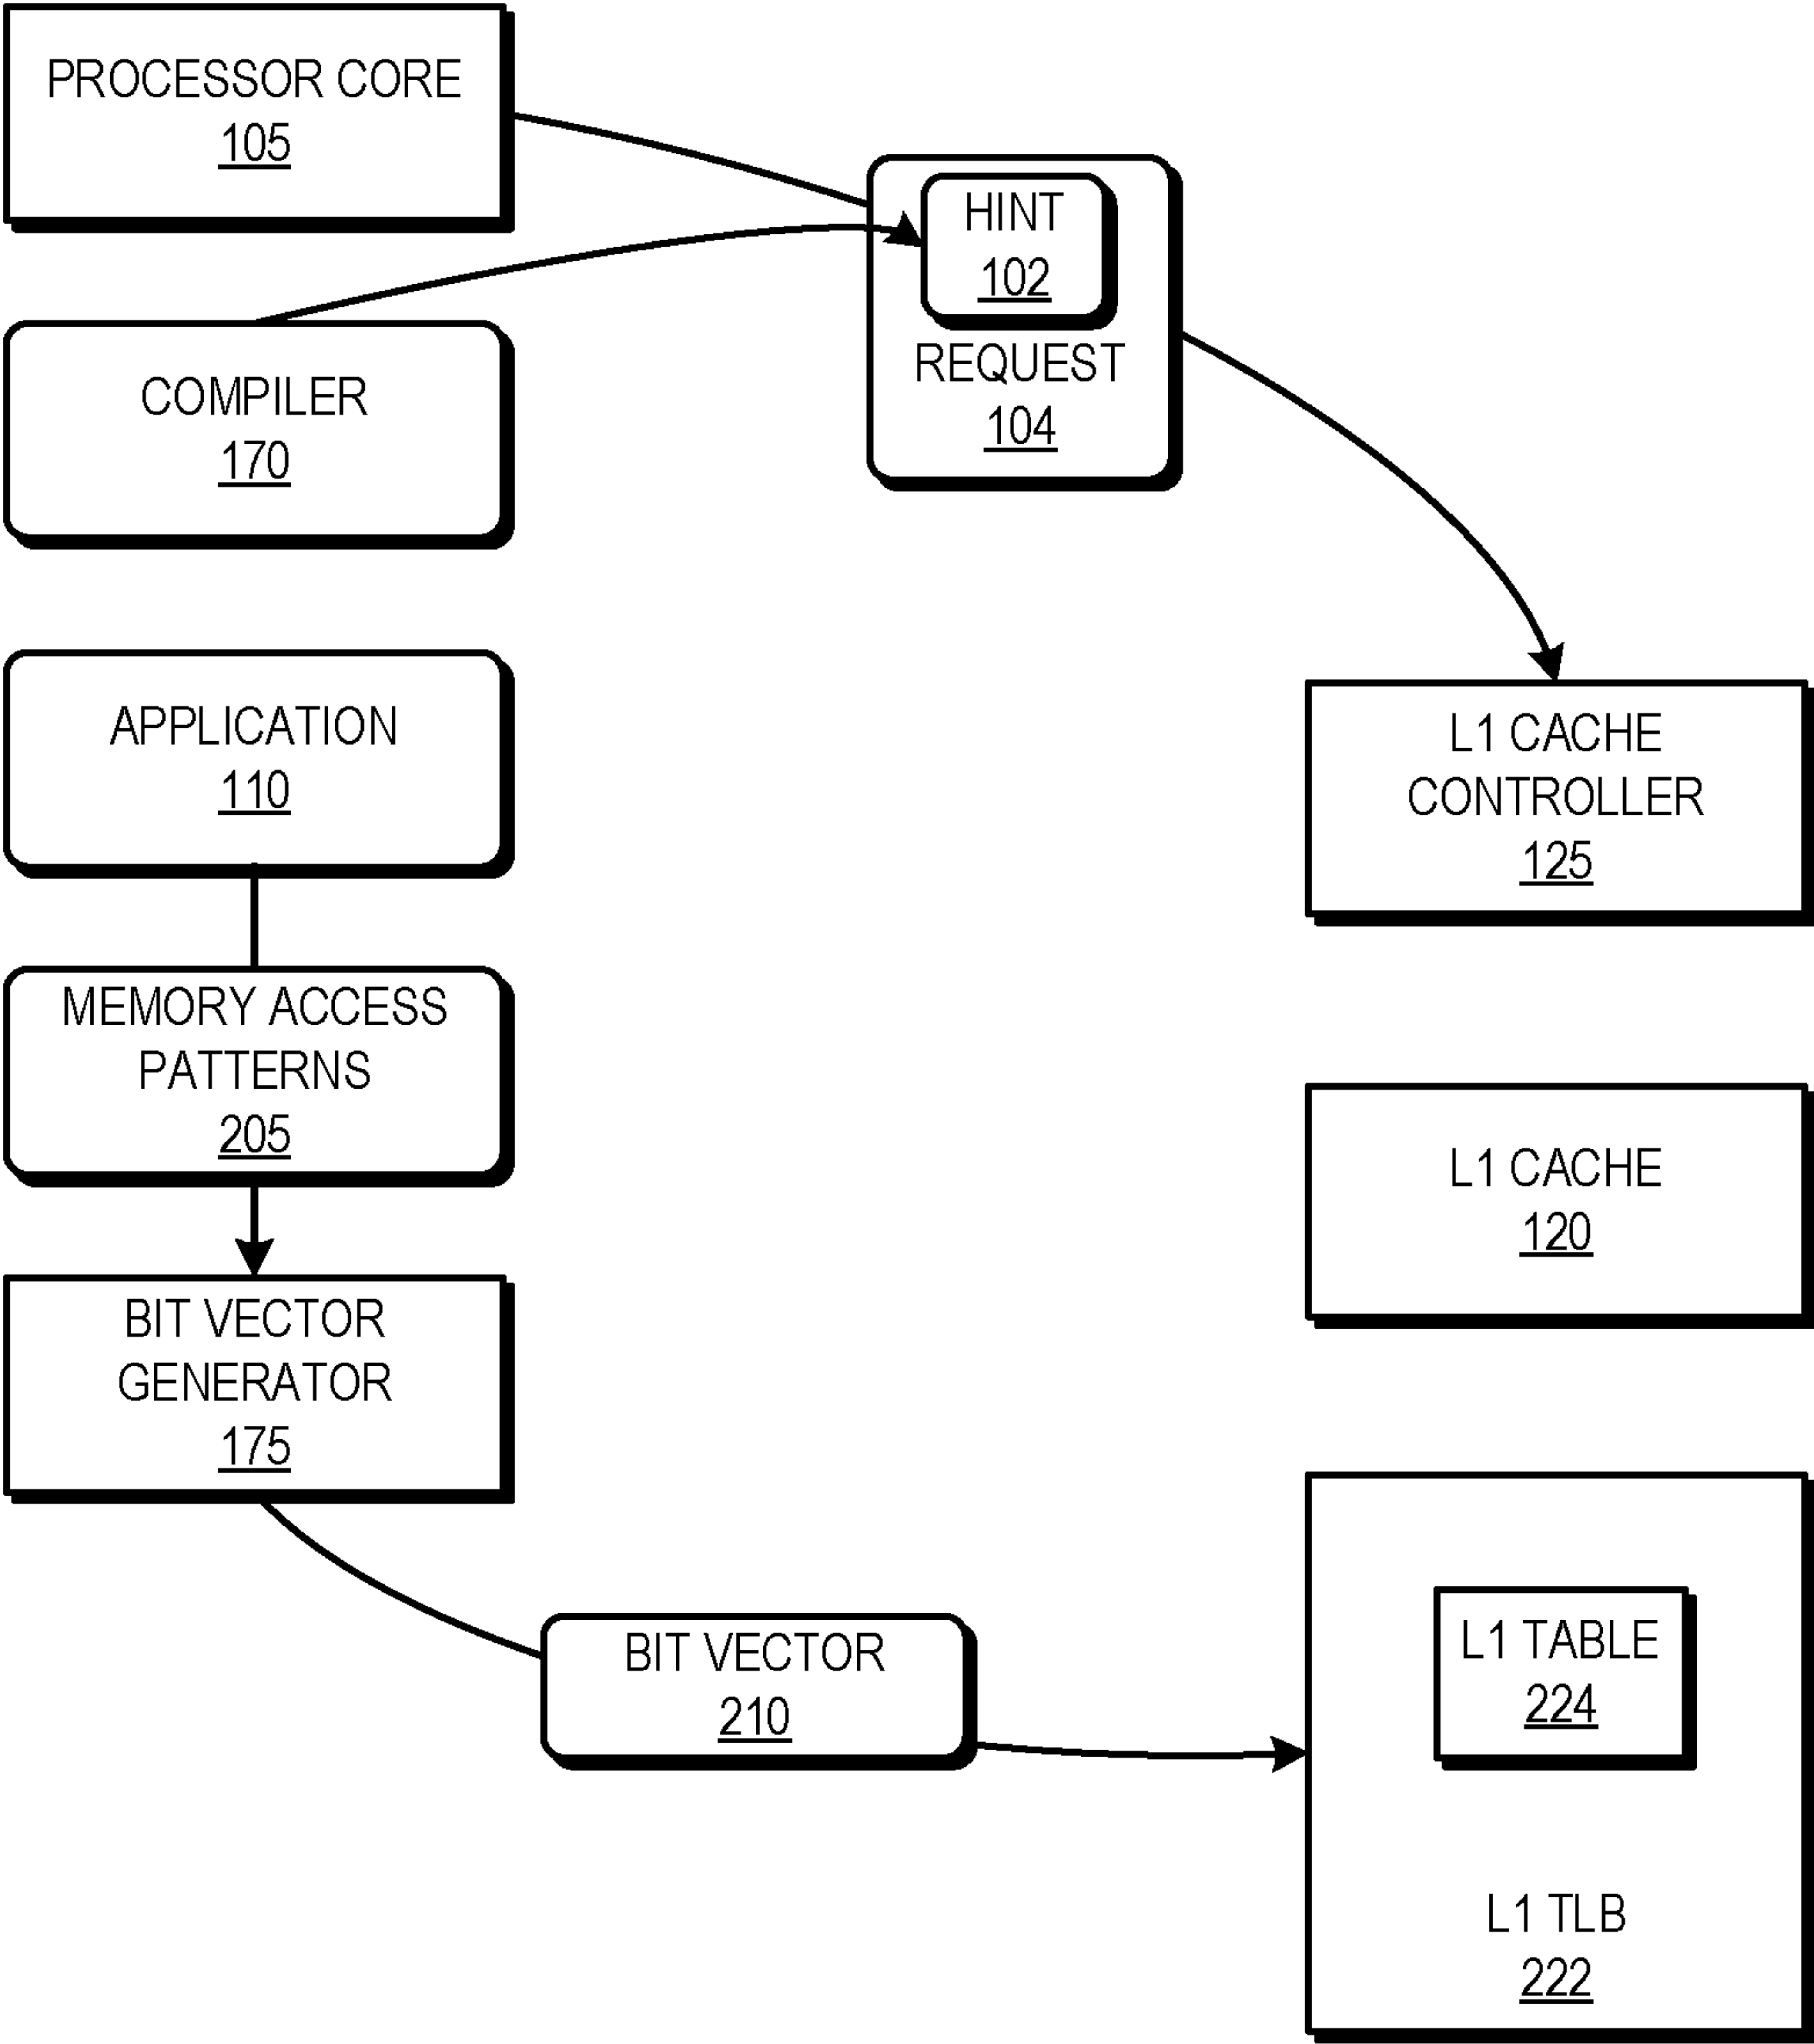 PROCESSOR CORE
105
HINT
102
REQUEST
104
COMPILER
170
APPLICATION
110
L1 CACHE
CONTROLLER
125
MEMORY ACCESS
PATTERNS
205
L1 CACHE
120
BIT VECTOR
GENERATOR
175
BIT VECTOR
210
L1 TABLE
224
L1 TLB
222